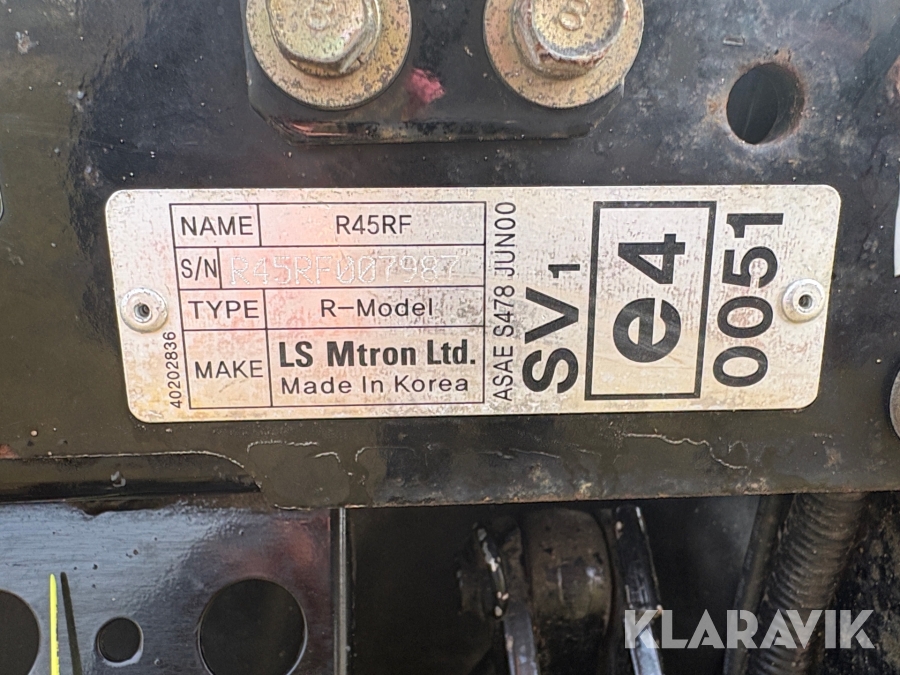 NAME R45RF
S/N R45RF007987
TYPE R-Model
MAKE LS Mtron Ltd.
Made In Korea
40202836
ASAE S478 JUN00
SV1
e4
0051
KLARAVIK